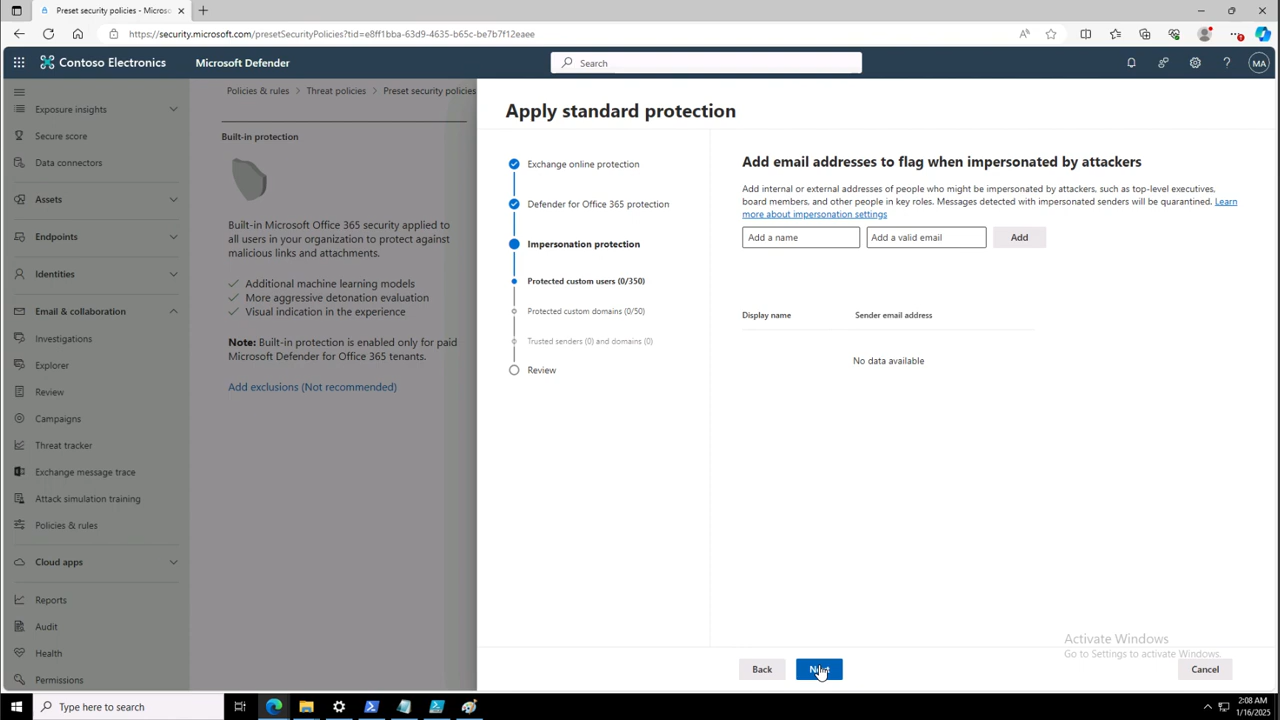 Preset security policies - Micros
https://security.microsoft.com/presetSecurityPolicies?tid=e8ff1bba-63d9-4635-b65c-be7b7f12eaee
Contoso Electronics
Microsoft Defender
Search
MA
Exposure insights
Secure score
Data connectors
Assets
Endpoints
Identities
Email & collaboration
Investigations
Explorer
Review
Campaigns
Threat tracker
Exchange message trace
Attack simulation training
Policies & rules
Cloud apps
Reports
Audit
Health
Permissions
Policies & rules > Threat policies > Preset security policies
Built-in protection
Built-in Microsoft Office 365 security applied to
all users in your organization to protect against
malicious links and attachments.
Additional machine learning models
More aggressive detonation evaluation
Visual indication in the experience
Note: Built-in protection is enabled only for paid
Microsoft Defender for Office 365 tenants.
Add exclusions (Not recommended)
Apply standard protection
Exchange online protection
Defender for Office 365 protection
Impersonation protection
Protected custom users (0/350)
Protected custom domains (0/50)
Trusted senders (0) and domains (0)
Review
Add email addresses to flag when impersonated by attackers
Add internal or external addresses of people who might be impersonated by attackers, such as top-level executives,
board members, and other people in key roles. Messages detected with impersonated senders will be quarantined. Learn
more about impersonation settings
Add a name
Add a valid email
Add
Display name
Sender email address
No data available
Activate Windows
Go to Settings to activate Windows.
Back
Next
Cancel
Type here to search
2:08 AM
1/16/2025